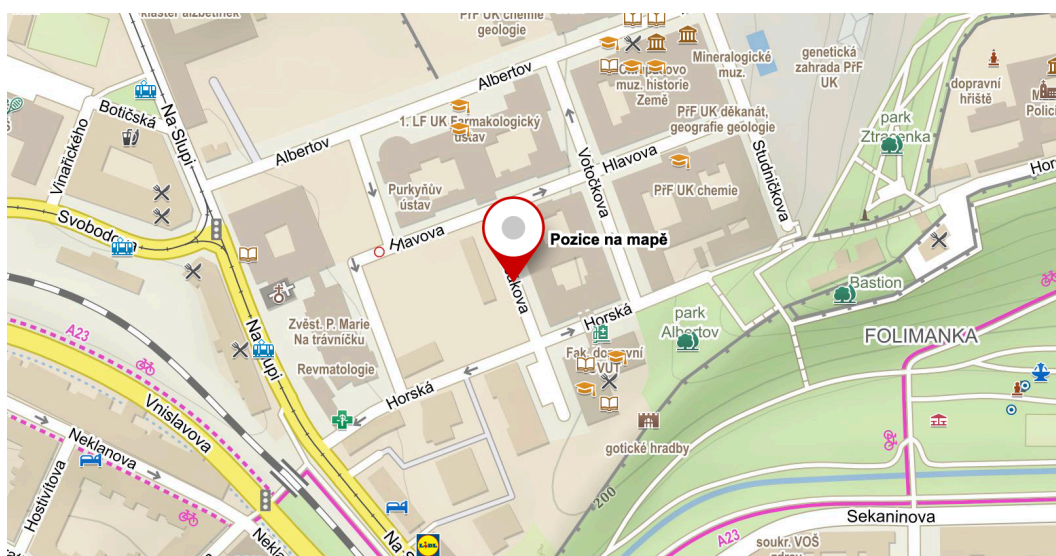 klášter alžbětinek
PřF UK chemie
geologie
Albertov
Na Slupi
Botičská
Vinařického
Albertov
1. LF UK Farmakologický
ústav
muz. historie
Země
Mineralogické
muz.
genetická
zahrada PřF
UK
dopravní
hřiště
park
Ztracenka
PřF UK děkanát,
geografie geologie
Hlavova
Votočkova
Studničkova
PřF UK chemie
Purkyňův
ústav
Hlavova
Svobodova
Pozice na mapě
Bastion
FOLIMANKA
park
Albertov
Horská
Fak. dopravní
ČVUT
Zvěst. P. Marie
Na trávníčku
Revmatologie
Na Slupi
A23
Vnislavova
Horská
Neklanova
Hostivítova
gotické hradby
200
A23
Sekaninova
soukr. VOŠ
LIDL